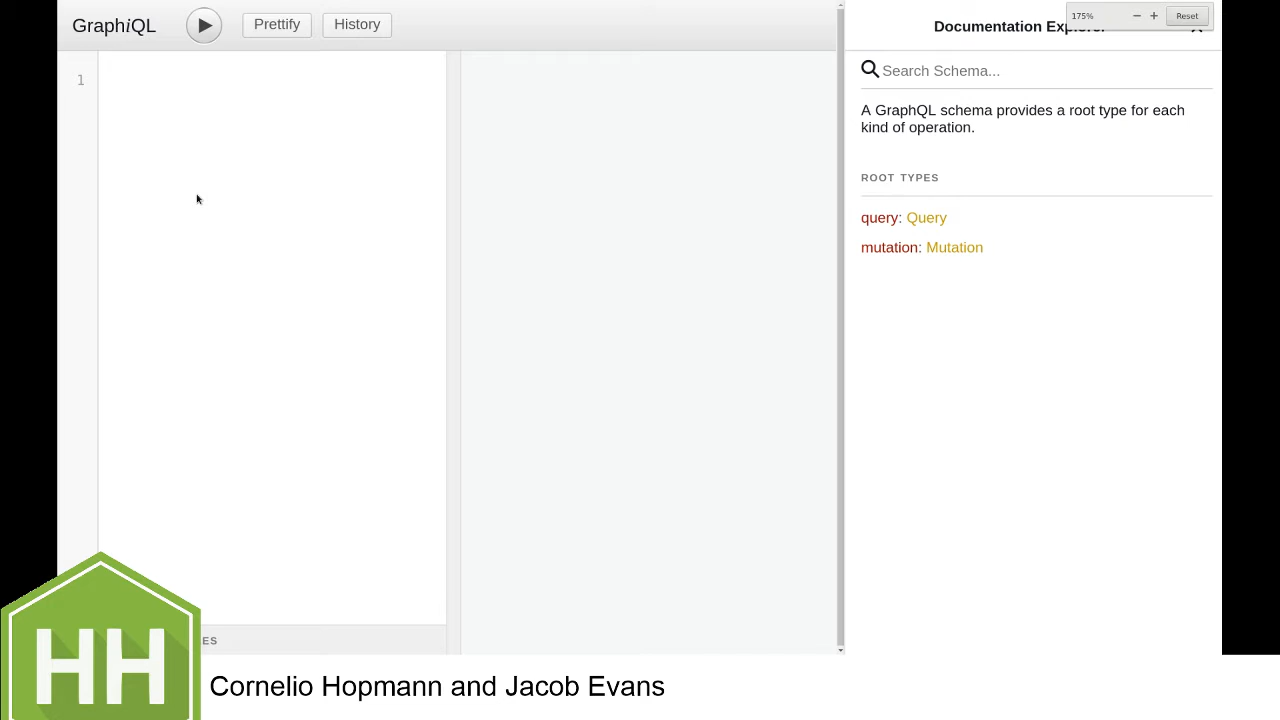 GraphiQL
Prettify
History
1
Documentation Explorer
175%
Reset
Search Schema...
A GraphQL schema provides a root type for each
kind of operation.
ROOT TYPES
query: Query
mutation: Mutation
ES
HH
Cornelio Hopmann and Jacob Evans